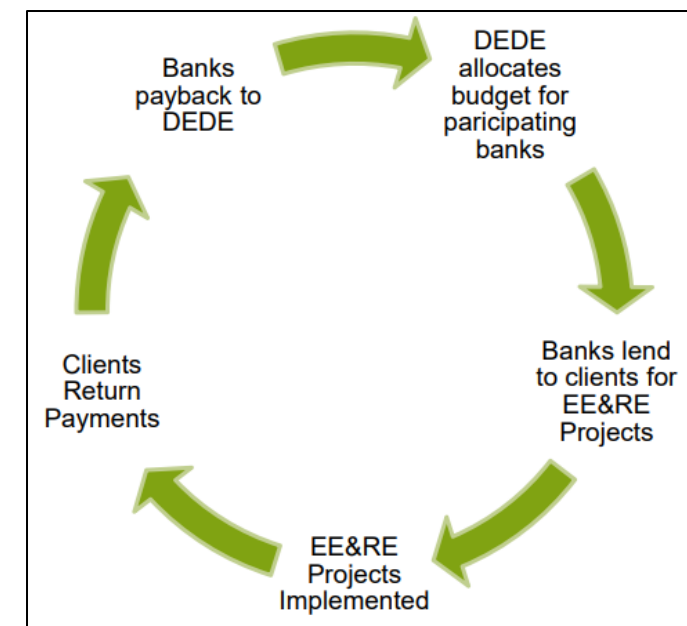 Banks
payback to
DEDE
DEDE
allocates
budget for
paricipating
banks
Banks lend
to clients for
EE&RE
Projects
EE&RE
Projects
Implemented
Clients
Return
Payments